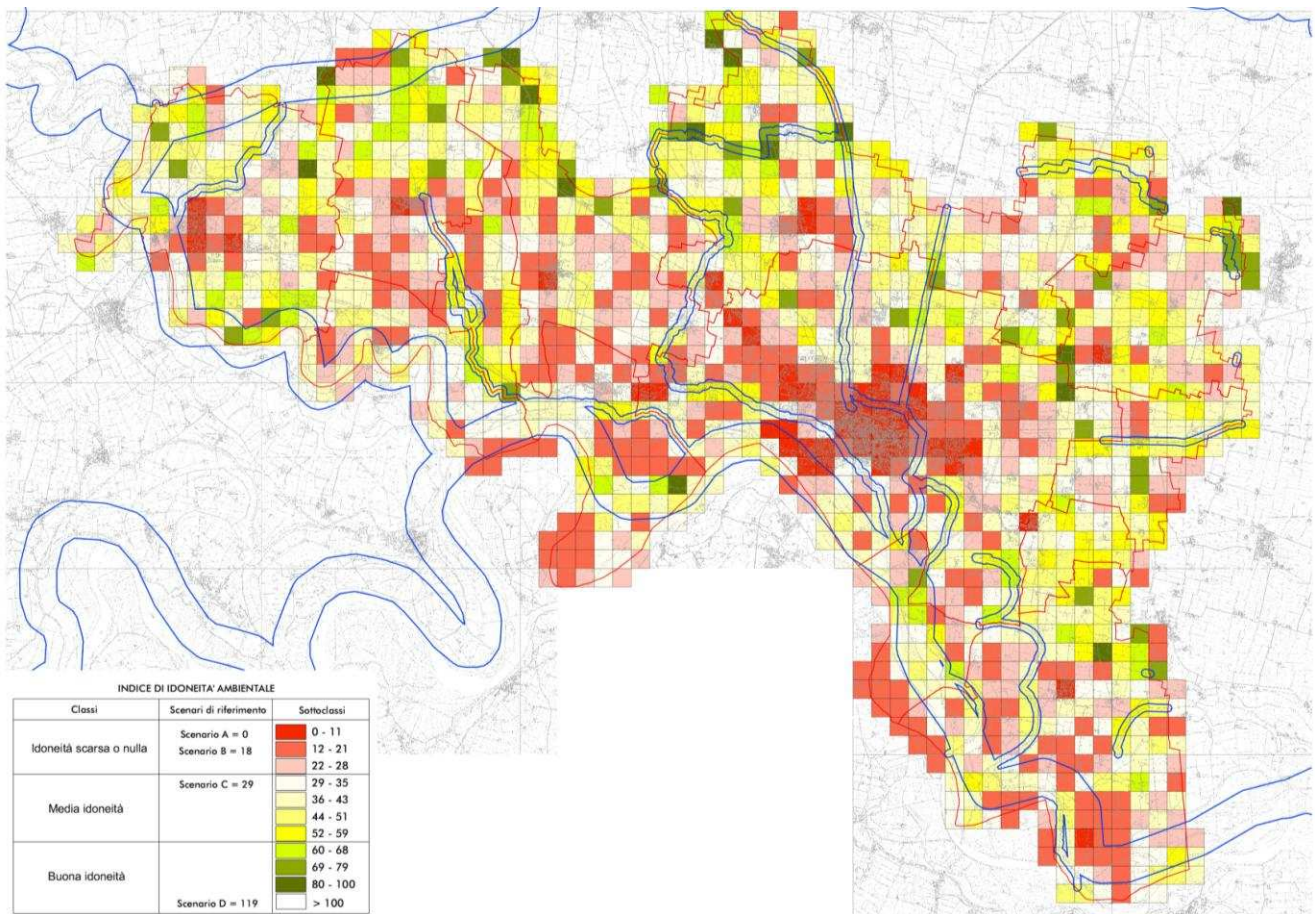 INDICE DI IDONEITA' AMBIENTALE
Classi Scenari di riferimento Sottoclassi
Idoneità scarsa o nulla
Scenario A = 0
Scenario B = 18
0 - 11
12 - 21
22 - 28
Media idoneità
Scenario C = 29
29 - 35
36 - 43
44 - 51
52 - 59
Buona idoneità
Scenario D = 119
60 - 68
69 - 79
80 - 100
> 100